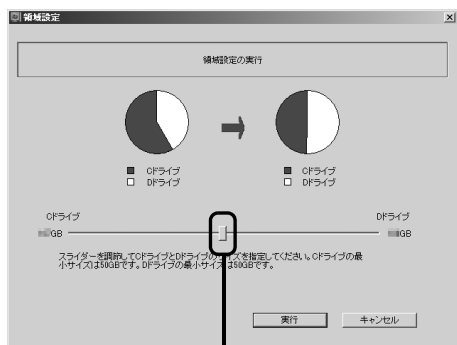 領域設定
領域設定の実行
Cドライブ
Dドライブ
Cドライブ
Dドライブ
Cドライブ
Dドライブ
GB
GB
スライダーを調節してCドライブとDドライブのサイズを指定してください。Cドライブの最
小サイズは50GBです。Dドライブの最小サイズは50GBです。
実行
キャンセル